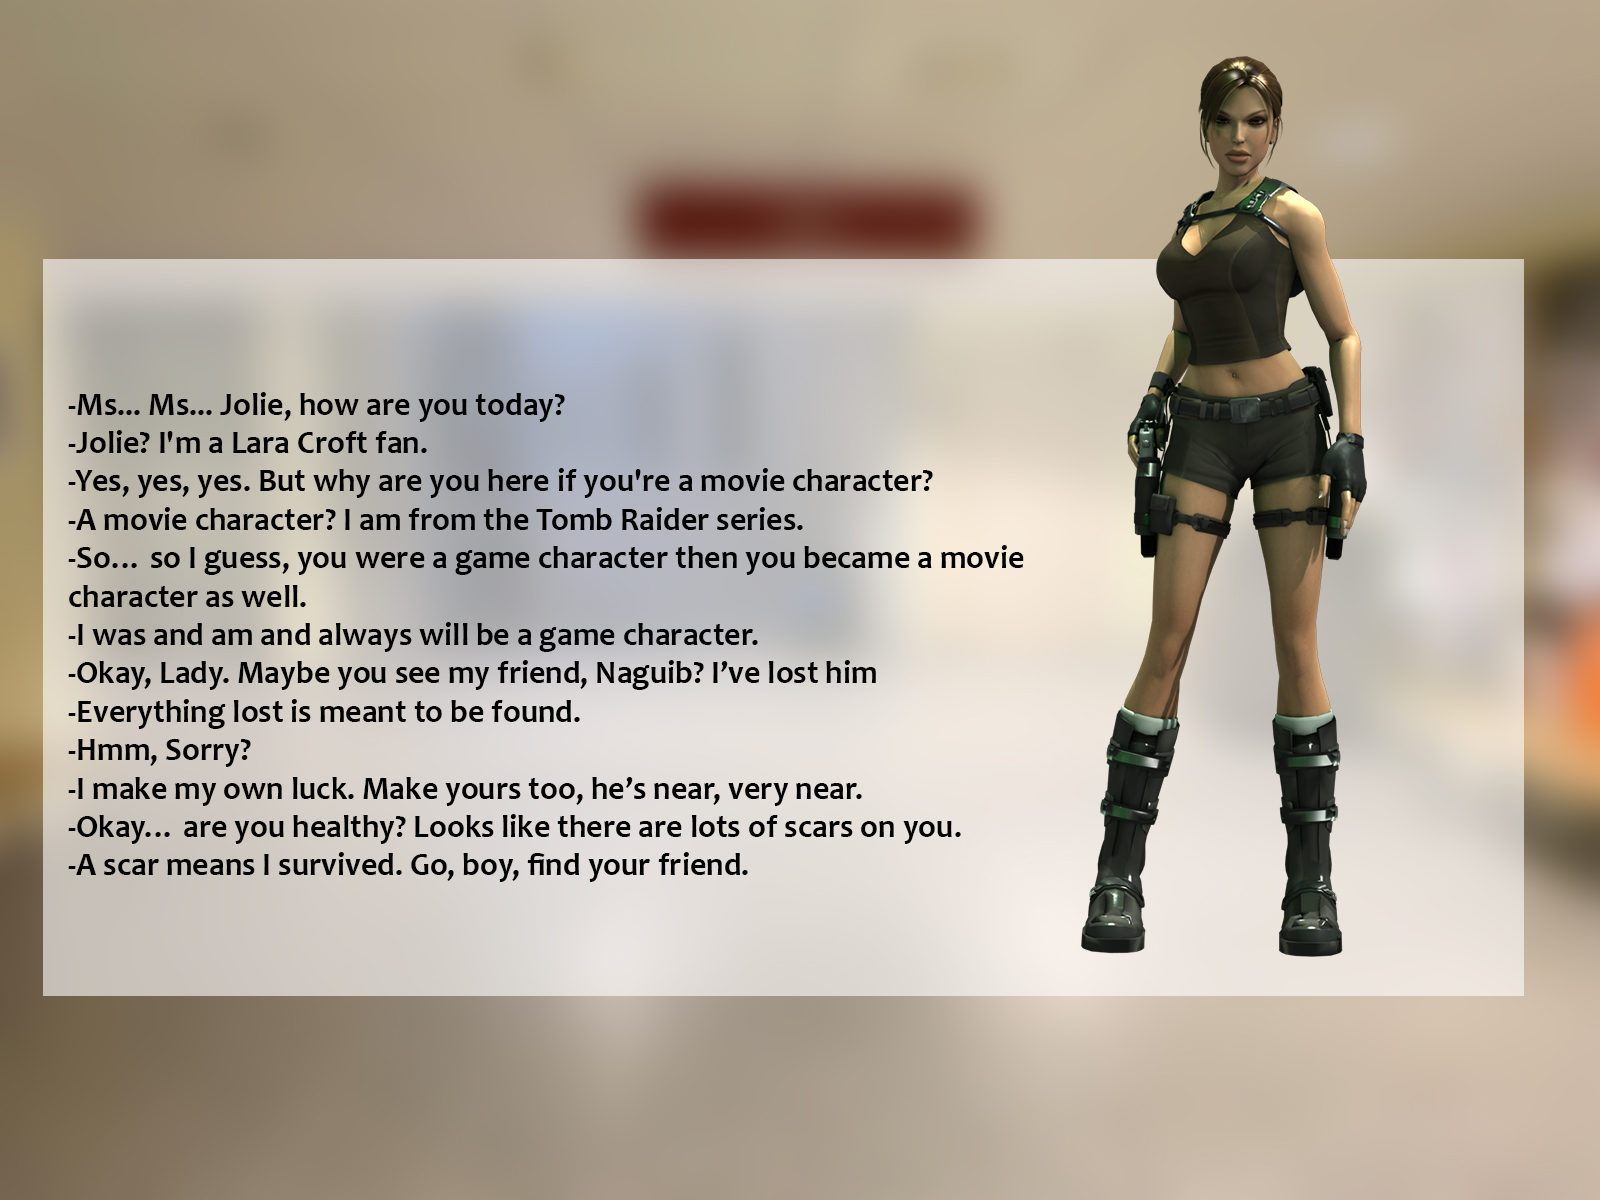 -Ms... Ms... Jolie, how are you today?
-Jolie? I'm a Lara Croft fan.
-Yes, yes, yes. But why are you here if you're a movie character?
-A movie character? I am from the Tomb Raider series.
-So… so I guess, you were a game character then you became a movie
character as well.
-I was and am and always will be a game character.
-Okay, Lady. Maybe you see my friend, Naguib? I’ve lost him
-Everything lost is meant to be found.
-Hmm, Sorry?
-I make my own luck. Make yours too, he’s near, very near.
-Okay… are you healthy? Looks like there are lots of scars on you.
-A scar means I survived. Go, boy, find your friend.